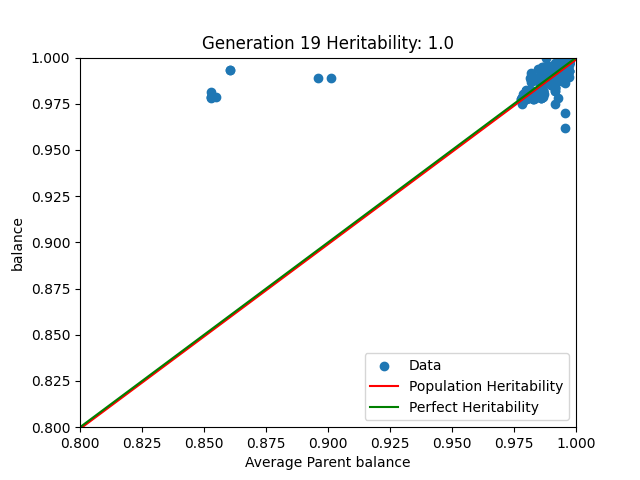 Generation 19 Heritability: 1.0
1.000
0.975
0.950
0.925
0.900
0.875
0.850
0.825
0.800
balance
Data
Population Heritability
Perfect Heritability
0.800 0.825 0.850 0.875 0.900 0.925 0.950 0.975 1.000
Average Parent balance